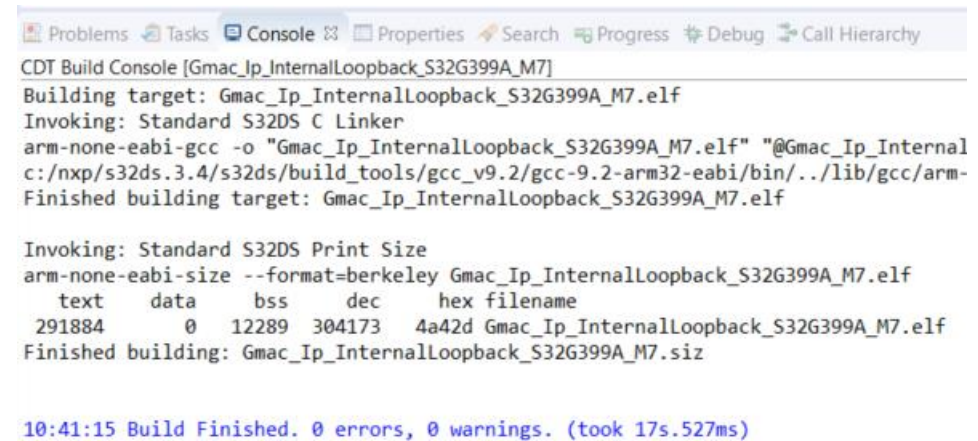 Problems Tasks Console Properties Search Progress Debug Call Hierarchy
CDT Build Console [Gmac_Ip_InternalLoopback_S32G399A_M7]
Building target: Gmac_Ip_InternalLoopback_S32G399A_M7.elf
Invoking: Standard S32DS C Linker
arm-none-eabi-gcc -o "Gmac_Ip_InternalLoopback_S32G399A_M7.elf" "@Gmac_Ip_Internal
c:/nxp/s32ds.3.4/s32ds/build_tools/gcc_v9.2/gcc-9.2-arm32-eabi/bin/../lib/gcc/arm-
Finished building target: Gmac_Ip_InternalLoopback_S32G399A_M7.elf
Invoking: Standard S32DS Print Size
arm-none-eabi-size --format=berkeley Gmac_Ip_InternalLoopback_S32G399A_M7.elf
text data bss dec hex filename
291884 0 12289 304173 4a42d Gmac_Ip_InternalLoopback_S32G399A_M7.elf
Finished building: Gmac_Ip_InternalLoopback_S32G399A_M7.siz
10:41:15 Build Finished. 0 errors, 0 warnings. (took 17s.527ms)